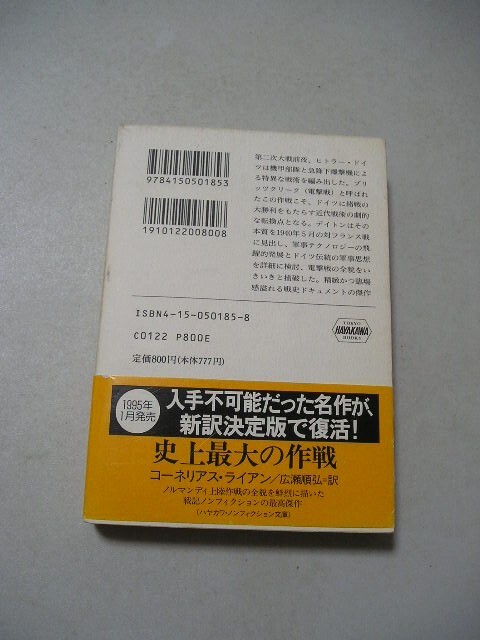 9784150501853
1910122008008
第二次大戦前夜、ヒトラー・ドイ
ツは機甲部隊と急降下爆撃機によ
る特異な戦術を編み出した。ブリ
ッツクリーク（電撃戦）と呼ばれ
たこの作戦こそ、ドイツに緒戦の
大勝利をもたらす近代戦術の劇的
な転換点となる。デイトンはその
本質を1940年５月の対フランス戦
に見出し、軍事テクノロジーの飛
躍的発展とドイツ伝統の軍事思想
を詳細に検討、電撃戦の全貌をい
きいきと描破した。精緻かつ臨場
感溢れる戦史ドキュメントの傑作
ISBN4-15-050185-8
C0122 P800E
定価800円(本体777円)
TOKYO
HAYAKAWA
BOOKS
1995年
1月発売
入手不可能だった名作が、
新訳決定版で復活！
史上最大の作戦
コーネリアス・ライアン／広瀬順弘=訳
ノルマンディ上陸作戦の全貌を鮮烈に描いた
戦記ノンフィクションの最高傑作
(ハヤカワ・ノンフィクション文庫)